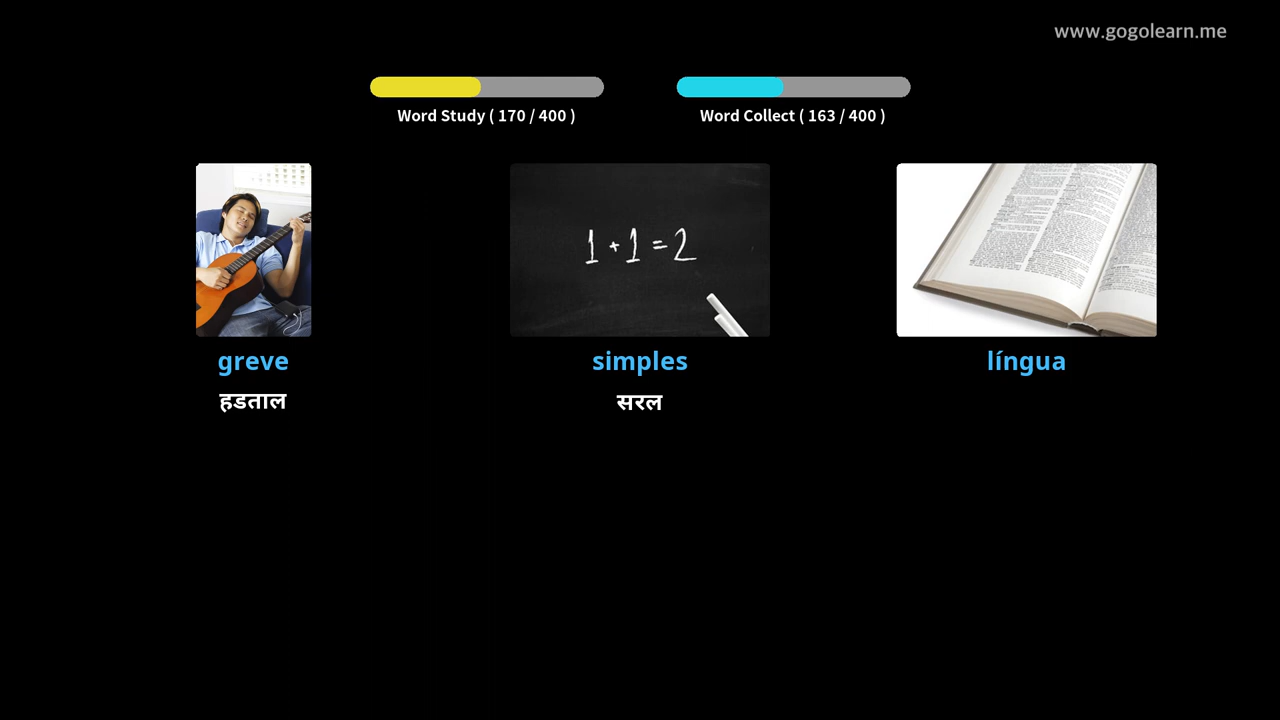 www.gogolearn.me
Word Study ( 170 / 400 )
Word Collect ( 163 / 400 )
1 + 1 = 2
greve
simples
língua
हडताल
सरल